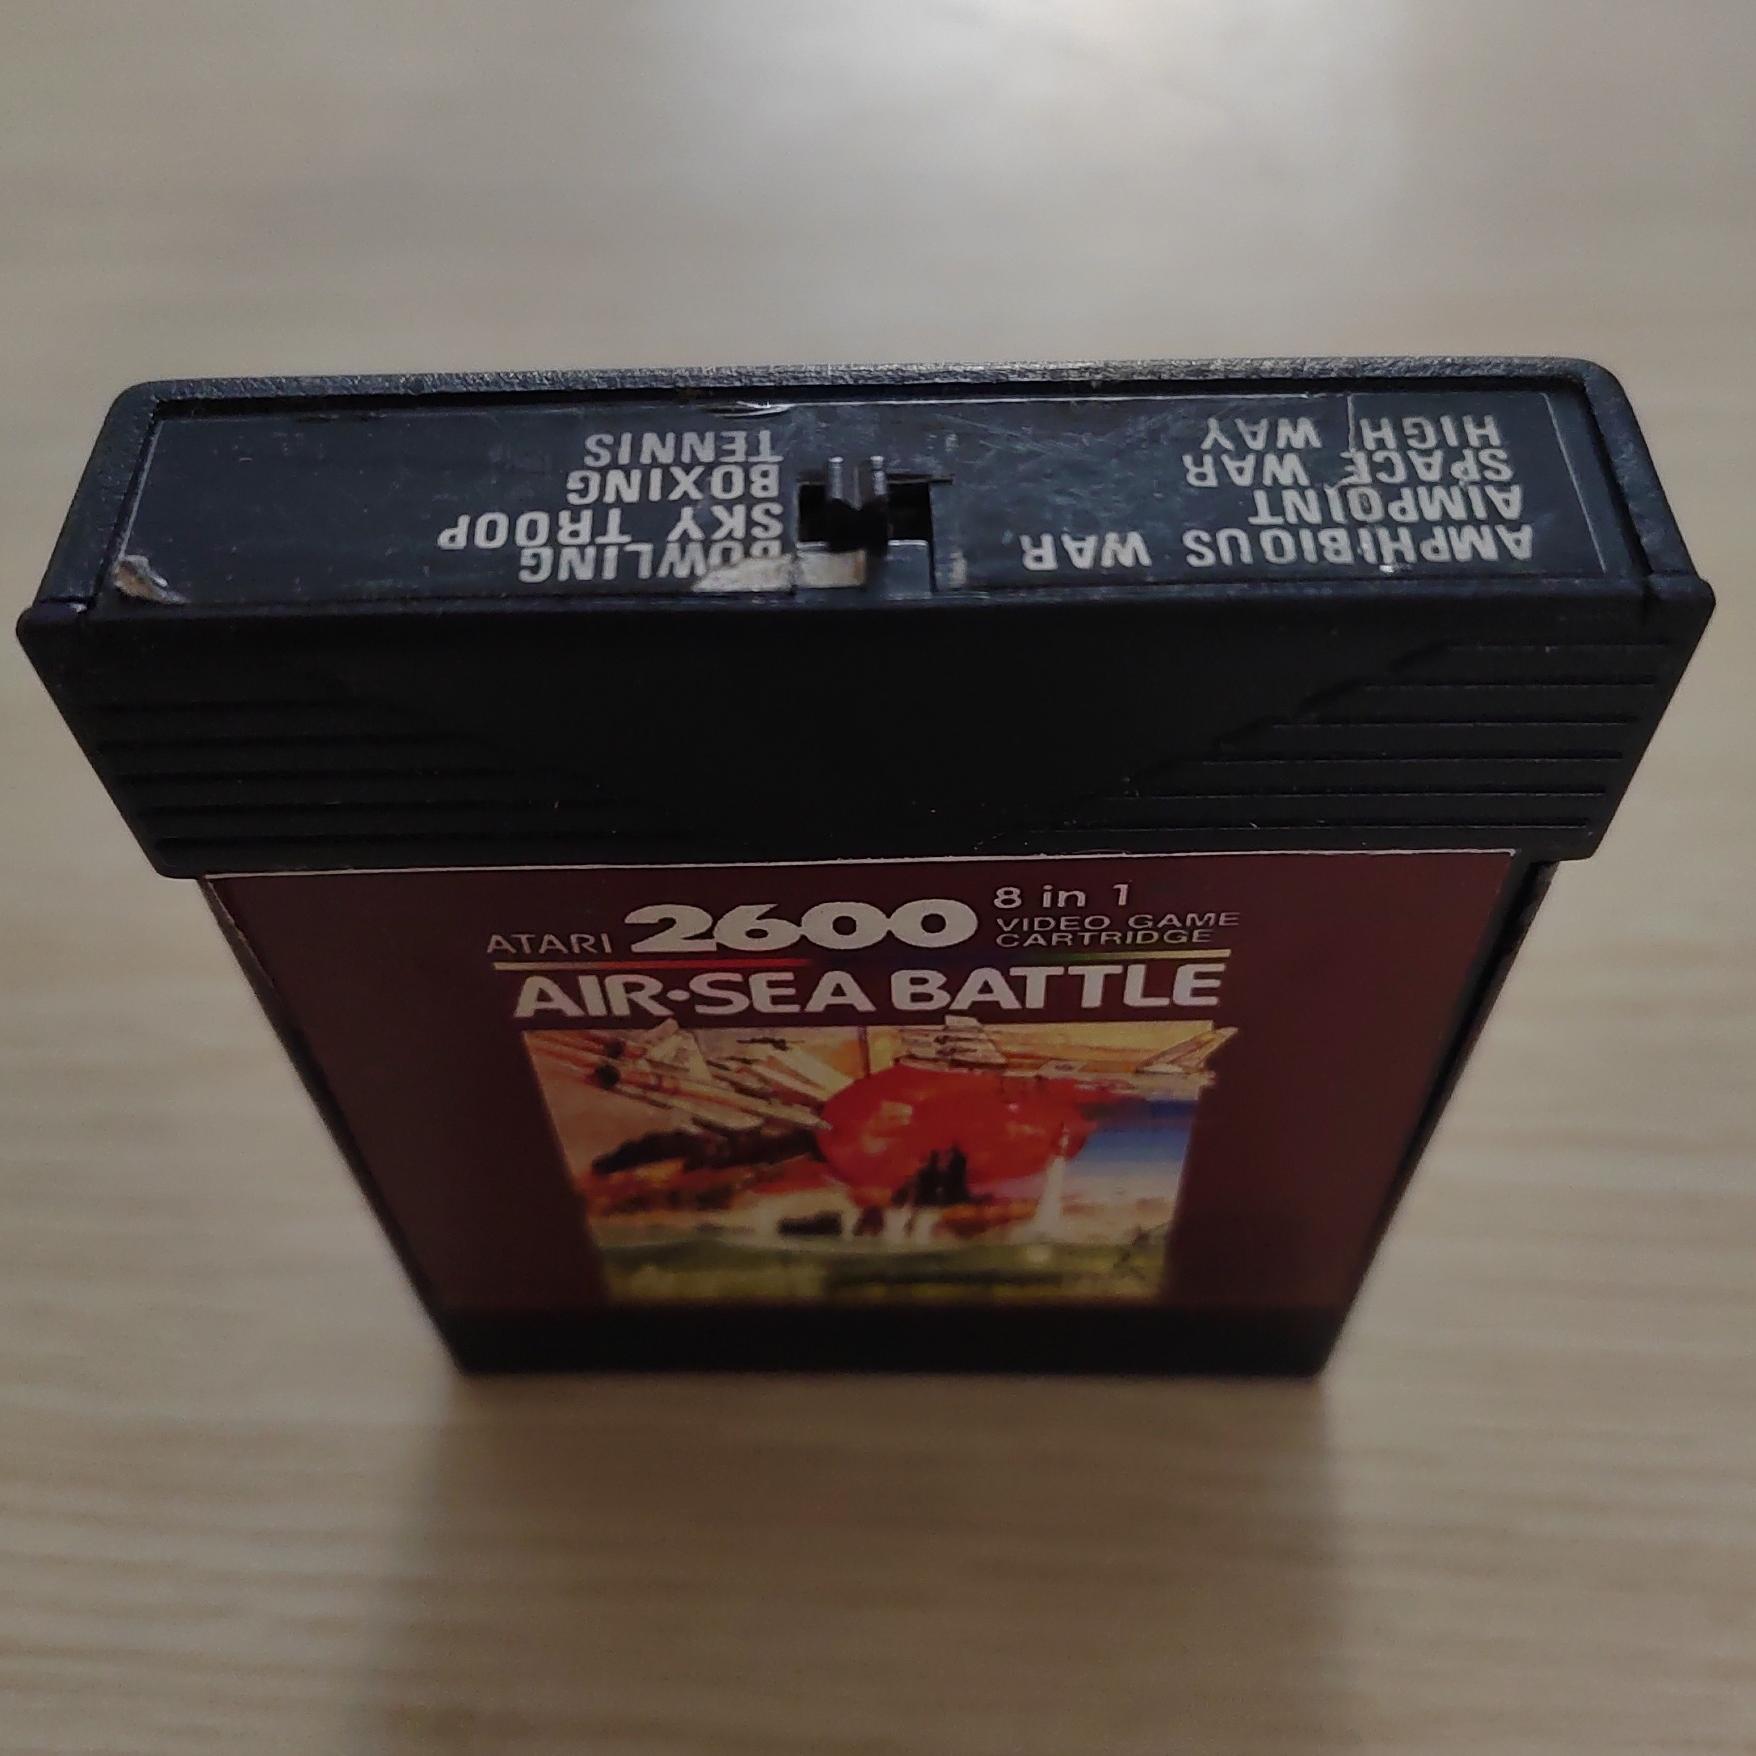 HIGH WAY
SPACE WAR
AIMPOINT
AMPHIBIOUS WAR
TENNIS
BOXING
SKY TROOP
BOWLING
ATARI 2600 8 in 1
VIDEO GAME
CARTRIDGE
AIR•SEA BATTLE